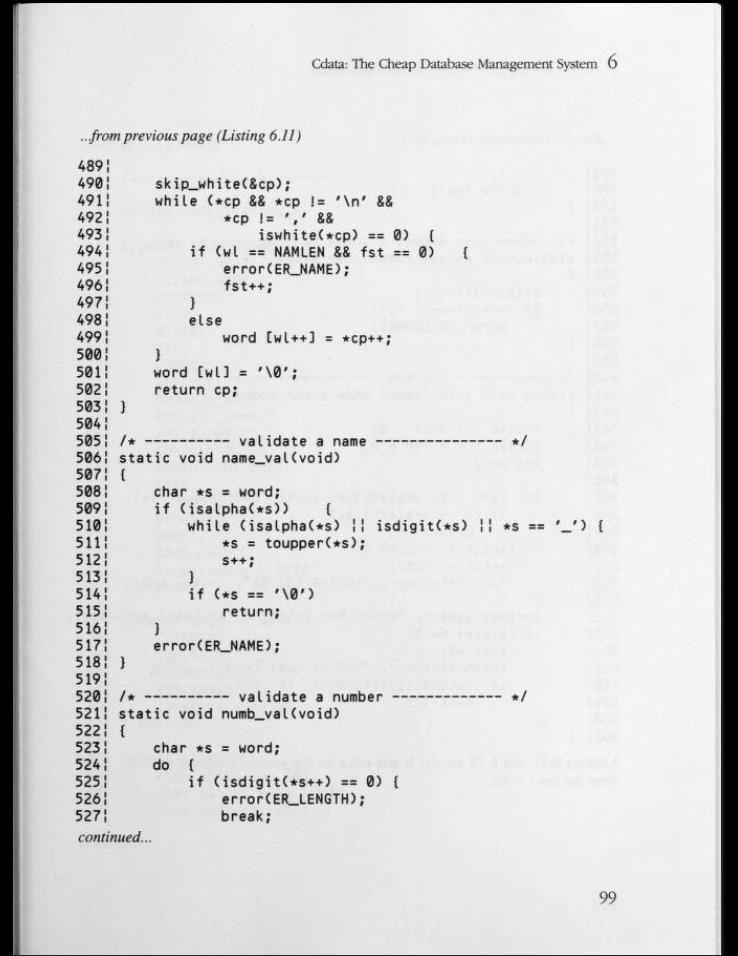 Cdata: The Cheap Database Management System 6
...from previous page (Listing 6.11)
489¦
490¦     skip_white(&cp);
491¦     while (*cp && *cp != '\n' &&
492¦             *cp != ',' &&
493¦                 iswhite(*cp) == 0)  {
494¦         if (wl == NAMLEN && fst == 0)   {
495¦             error(ER_NAME);
496¦             fst++;
497¦         }
498¦         else
499¦             word [wl++] = *cp++;
500¦     }
501¦     word [wl] = '\0';
502¦     return cp;
503¦ }
504¦
505¦ /* ---------- validate a name --------------- */
506¦ static void name_val(void)
507¦ {
508¦     char *s = word;
509¦     if (isalpha(*s))    {
510¦         while (isalpha(*s) ¦¦ isdigit(*s) ¦¦ *s == '_') {
511¦             *s = toupper(*s);
512¦             s++;
513¦         }
514¦         if (*s == '\0')
515¦             return;
516¦     }
517¦     error(ER_NAME);
518¦ }
519¦
520¦ /* ---------- validate a number ------------- */
521¦ static void numb_val(void)
522¦ {
523¦     char *s = word;
524¦     do  {
525¦         if (isdigit(*s++) == 0) {
526¦             error(ER_LENGTH);
527¦             break;
continued...
99